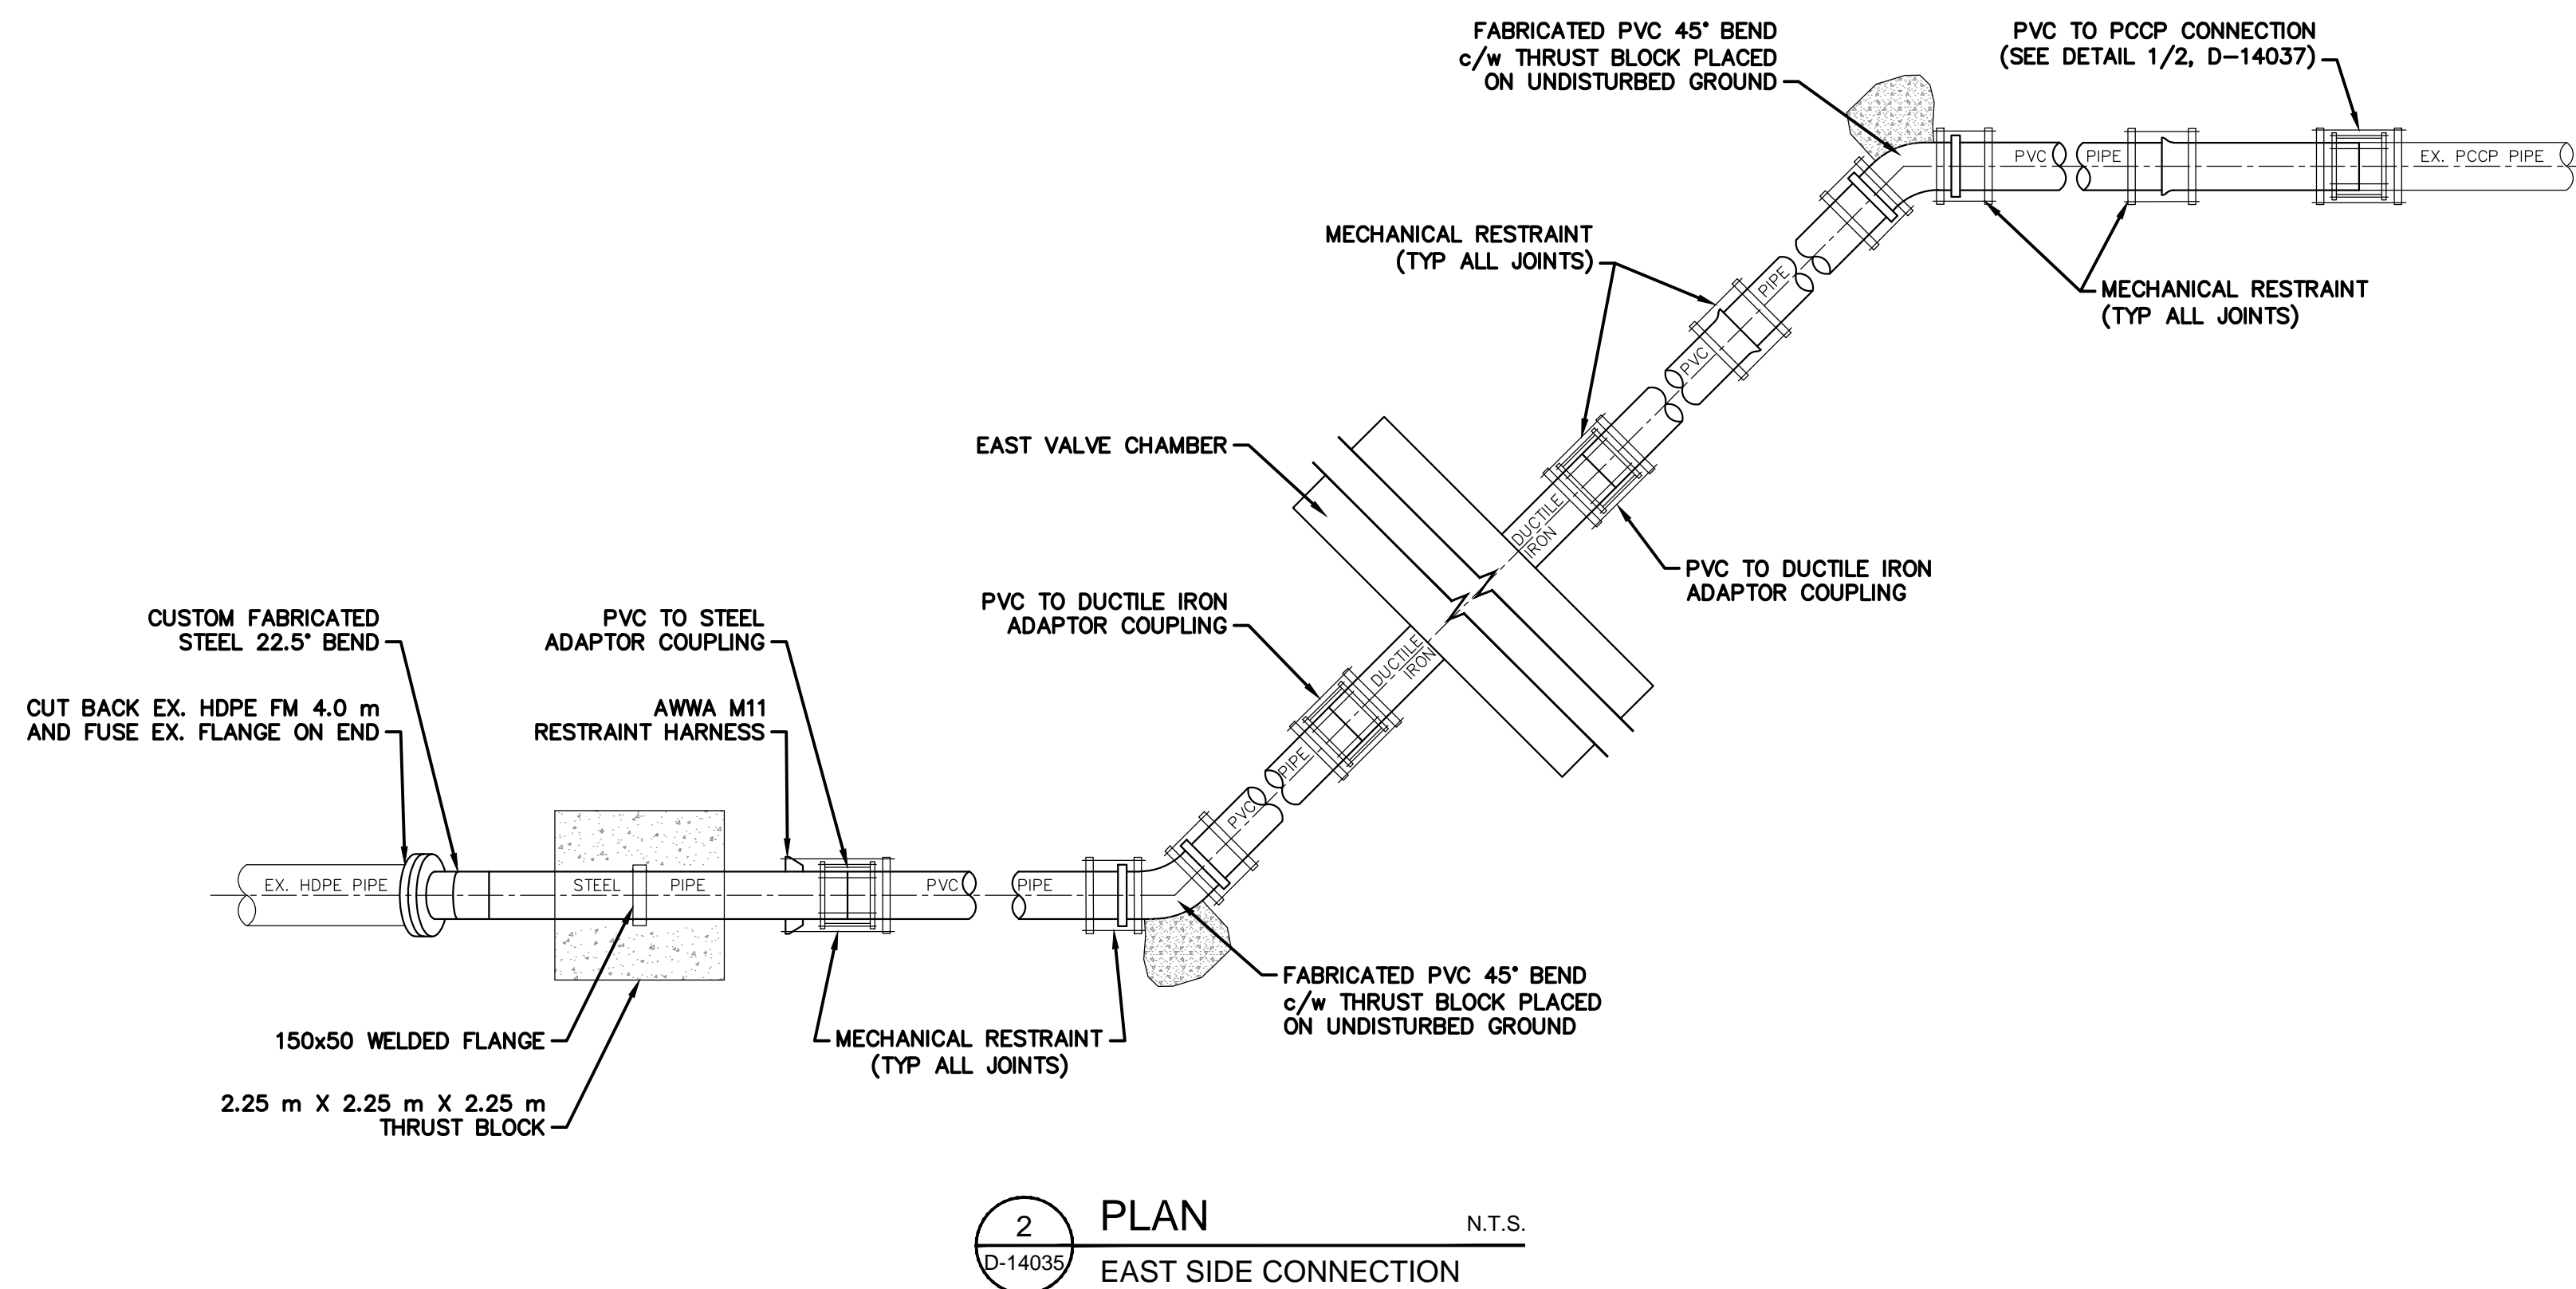 FABRICATED PVC 45° BEND
c/w THRUST BLOCK PLACED
ON UNDISTURBED GROUND
PVC TO PCCP CONNECTION
(SEE DETAIL 1/2, D-14037)
PVC
PIPE
EX. PCCP PIPE
MECHANICAL RESTRAINT
(TYP ALL JOINTS)
MECHANICAL RESTRAINT
(TYP ALL JOINTS)
PIPE
PVC
EAST VALVE CHAMBER
DUCTILE
IRON
PVC TO DUCTILE IRON
ADAPTOR COUPLING
PVC TO DUCTILE IRON
ADAPTOR COUPLING
DUCTILE
IRON
CUSTOM FABRICATED
STEEL 22.5° BEND
PVC TO STEEL
ADAPTOR COUPLING
CUT BACK EX. HDPE FM 4.0 m
AND FUSE EX. FLANGE ON END
AWWA M11
RESTRAINT HARNESS
PIPE
PVC
EX. HDPE PIPE
STEEL
PIPE
PVC
PIPE
FABRICATED PVC 45° BEND
c/w THRUST BLOCK PLACED
ON UNDISTURBED GROUND
150x50 WELDED FLANGE
MECHANICAL RESTRAINT
(TYP ALL JOINTS)
2.25 m X 2.25 m X 2.25 m
THRUST BLOCK
2
D-14035
PLAN
N.T.S.
EAST SIDE CONNECTION